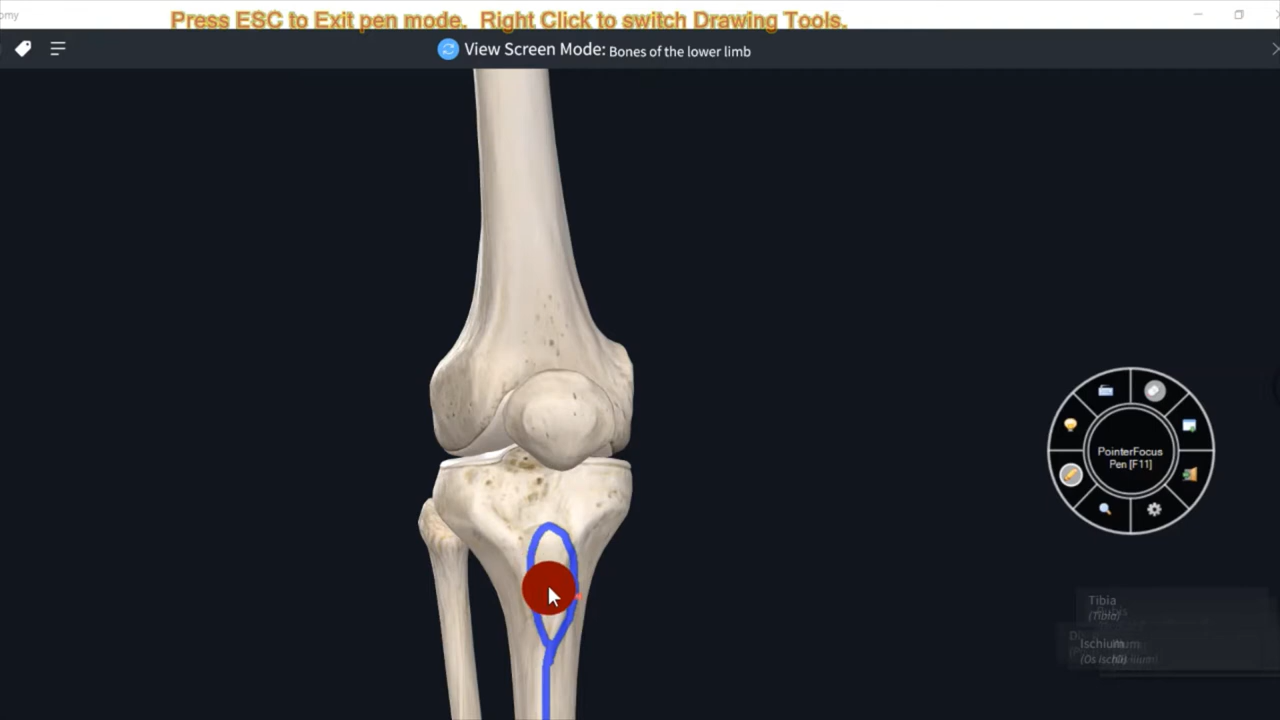 Press ESC to Exit pen mode. Right Click to switch Drawing Tools.
omy
View Screen Mode: Bones of the lower limb
PointerFocus
Pen [F11]
Tibia
(Tibia)
Ischium
(Os ischii)